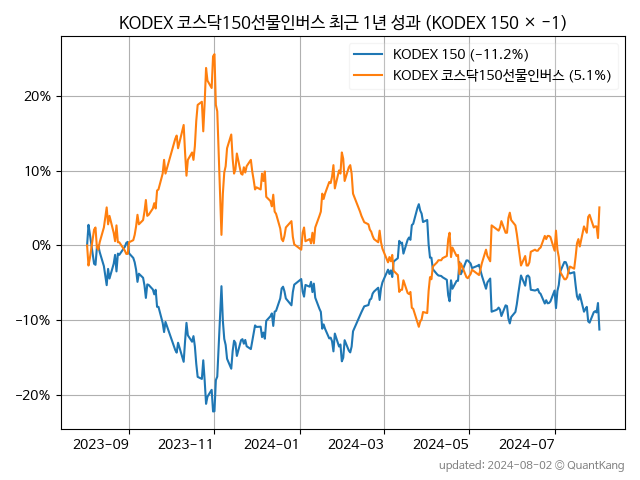 KODEX 코스닥150선물인버스 최근 1년 성과 (KODEX 150 × −1)
KODEX 150 (−11.2%)
KODEX 코스닥150선물인버스 (5.1%)
20%
10%
0%
−10%
−20%
2023-09
2023-11
2024-01
2024-03
2024-05
2024-07
updated: 2024-08-02 © QuantKang